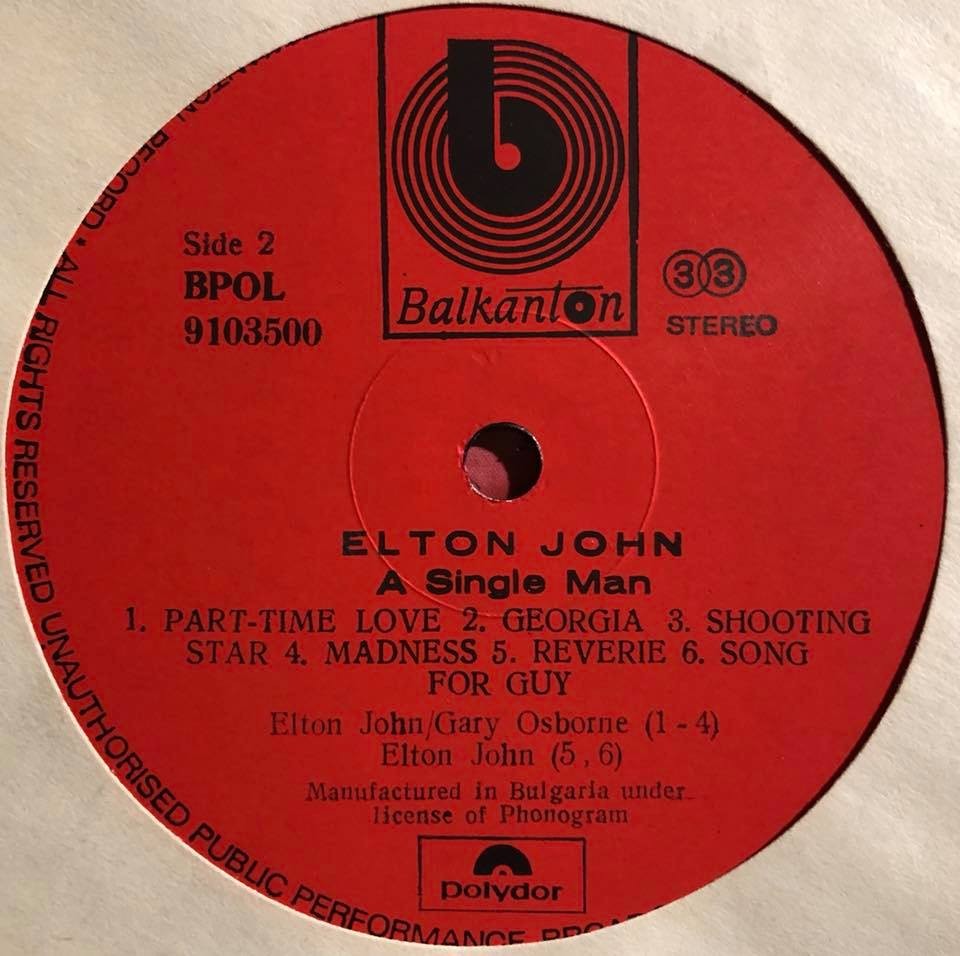 Balkanton
Side 2
BPOL
9103500
33
STEREO
ELTON JOHN
A Single Man
1. PART-TIME LOVE 2. GEORGIA 3. SHOOTING
STAR 4. MADNESS 5. REVERIE 6. SONG
FOR GUY
Elton John/Gary Osborne (1-4)
Elton John (5,6)
Manufactured in Bulgaria under
license of Phonogram
polydor
RECORD * ALL RIGHTS RESERVED UNAUTHORISED PUBLIC PERFORMANCE